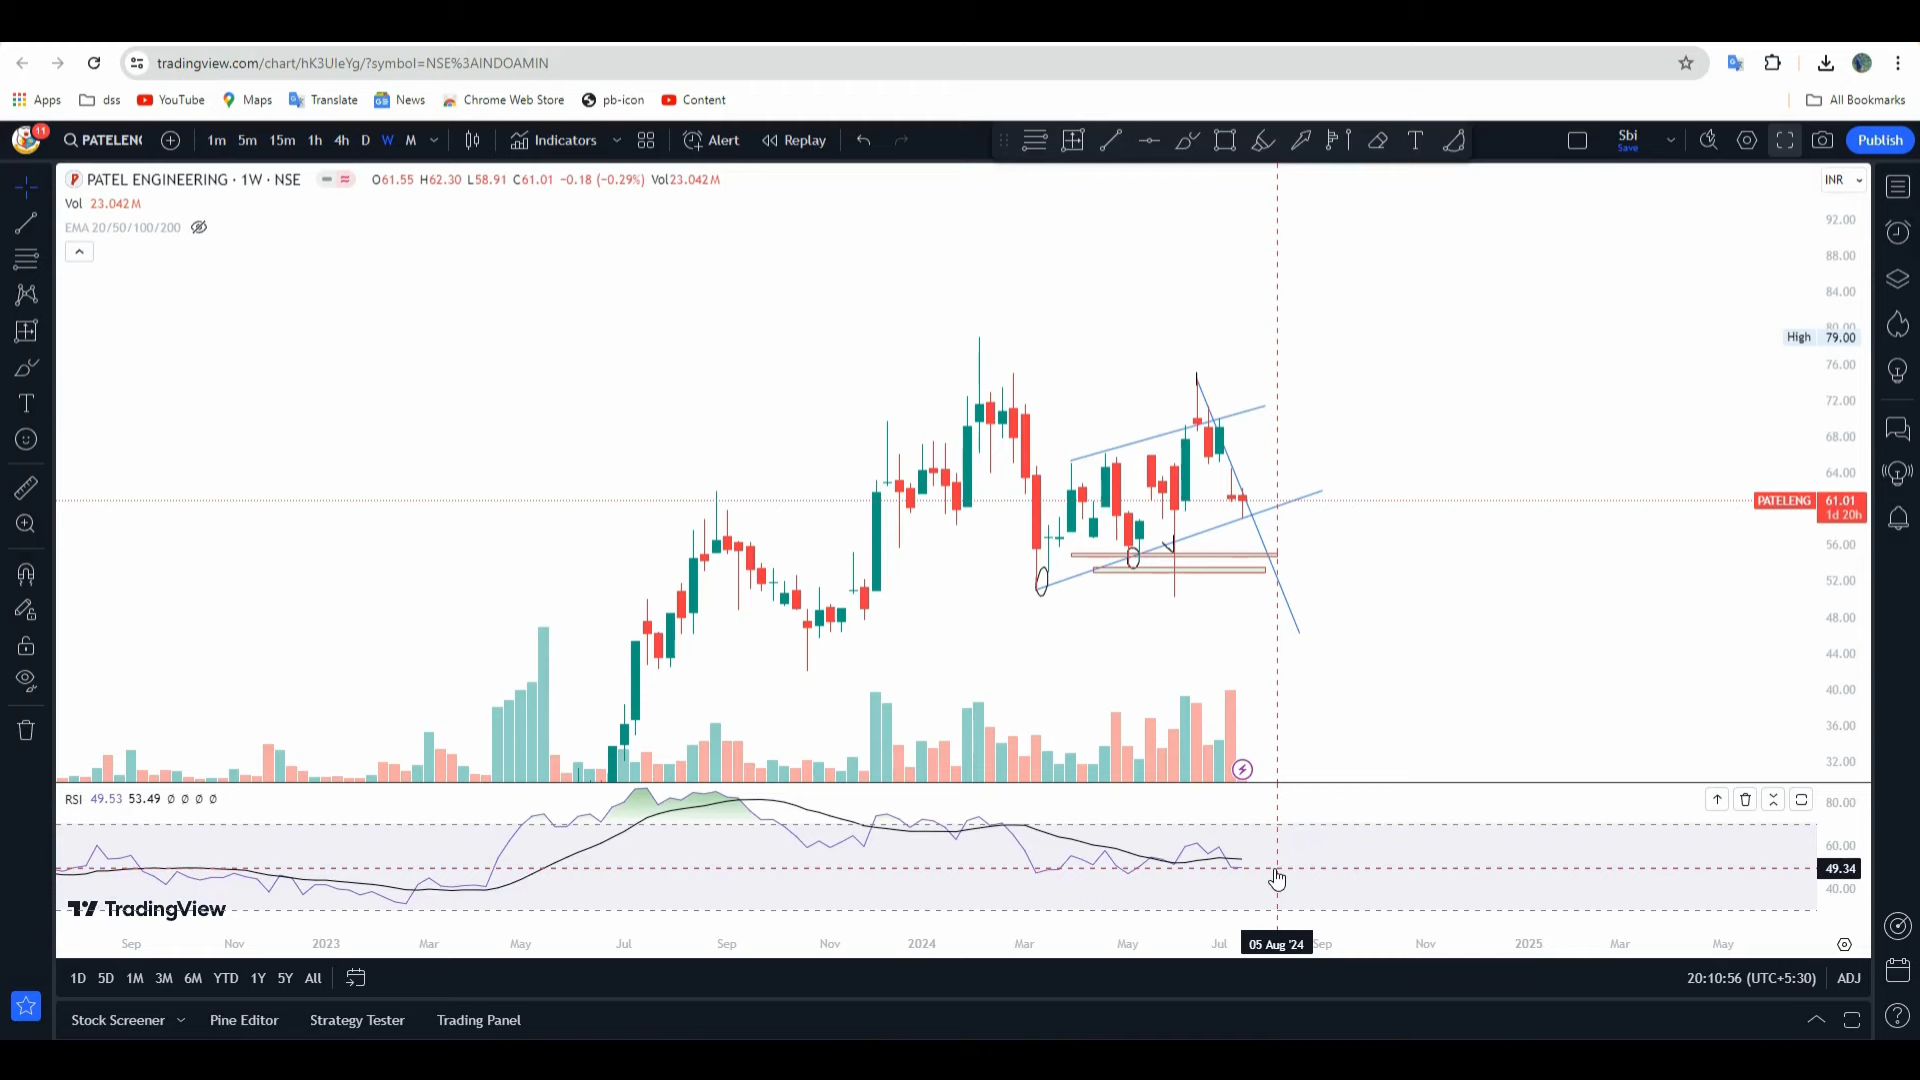 tradingview.com/chart/hK3UIeYg/?symbol=NSE%3AINDOAMIN
Apps dss YouTube Maps Translate News Chrome Web Store pb-icon Content All Bookmarks
11 PATELENG 1m 5m 15m 1h 4h D W M Indicators Alert Replay Sbi Save Publish
PATEL ENGINEERING · 1W · NSE O61.55 H62.30 L58.91 C61.01 −0.18 (−0.29%) Vol23.042M INR
Vol 23.042M
EMA 20/50/100/200
92.00
88.00
84.00
80.00
High 79.00
76.00
72.00
68.00
64.00
PATELENG 61.01
1d 20h
56.00
52.00
48.00
44.00
40.00
36.00
32.00
RSI 49.53 53.49 Ø Ø Ø Ø
80.00
60.00
49.34
40.00
TradingView
Sep Nov 2023 Mar May Jul Sep Nov 2024 Mar May Jul 05 Aug '24 Sep Nov 2025 Mar May
1D 5D 1M 3M 6M YTD 1Y 5Y All 20:10:56 (UTC+5:30) ADJ
Stock Screener Pine Editor Strategy Tester Trading Panel